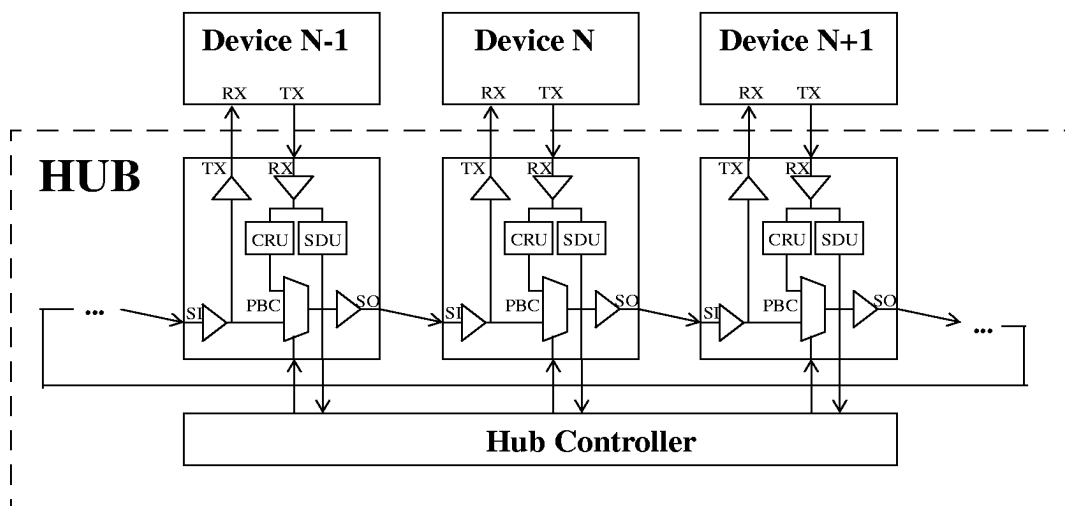 Device N-1
Device N
Device N+1
RX TX
RX TX
RX TX
HUB
TX RX
TX RX
TX RX
CRU SDU
CRU SDU
CRU SDU
...
SI PBC SO
SI PBC SO
SI PBC SO
...
Hub Controller